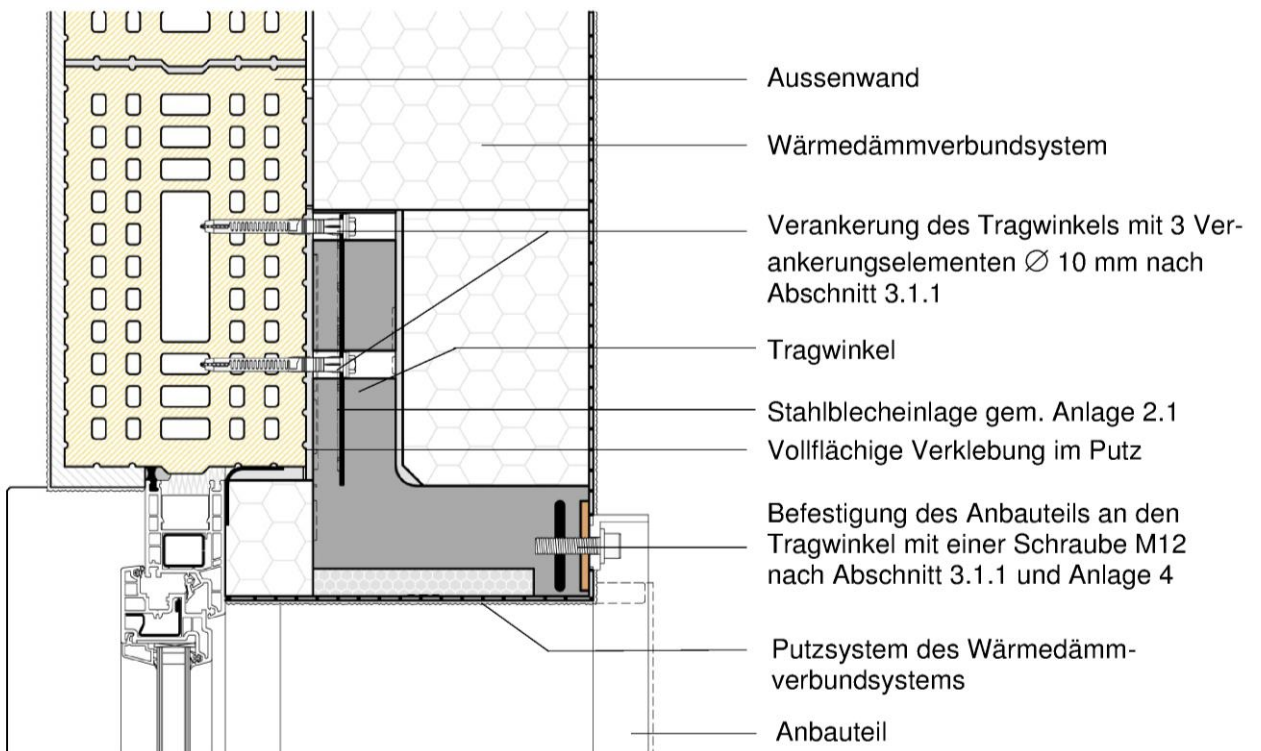 Aussenwand
Wärmedämmverbundsystem
Verankerung des Tragwinkels mit 3 Ver-
ankerungselementen ∅ 10 mm nach
Abschnitt 3.1.1
Tragwinkel
Stahlblecheinlage gem. Anlage 2.1
Vollflächige Verklebung im Putz
Befestigung des Anbauteils an den
Tragwinkel mit einer Schraube M12
nach Abschnitt 3.1.1 und Anlage 4
Putzsystem des Wärmedämm-
verbundsystems
Anbauteil